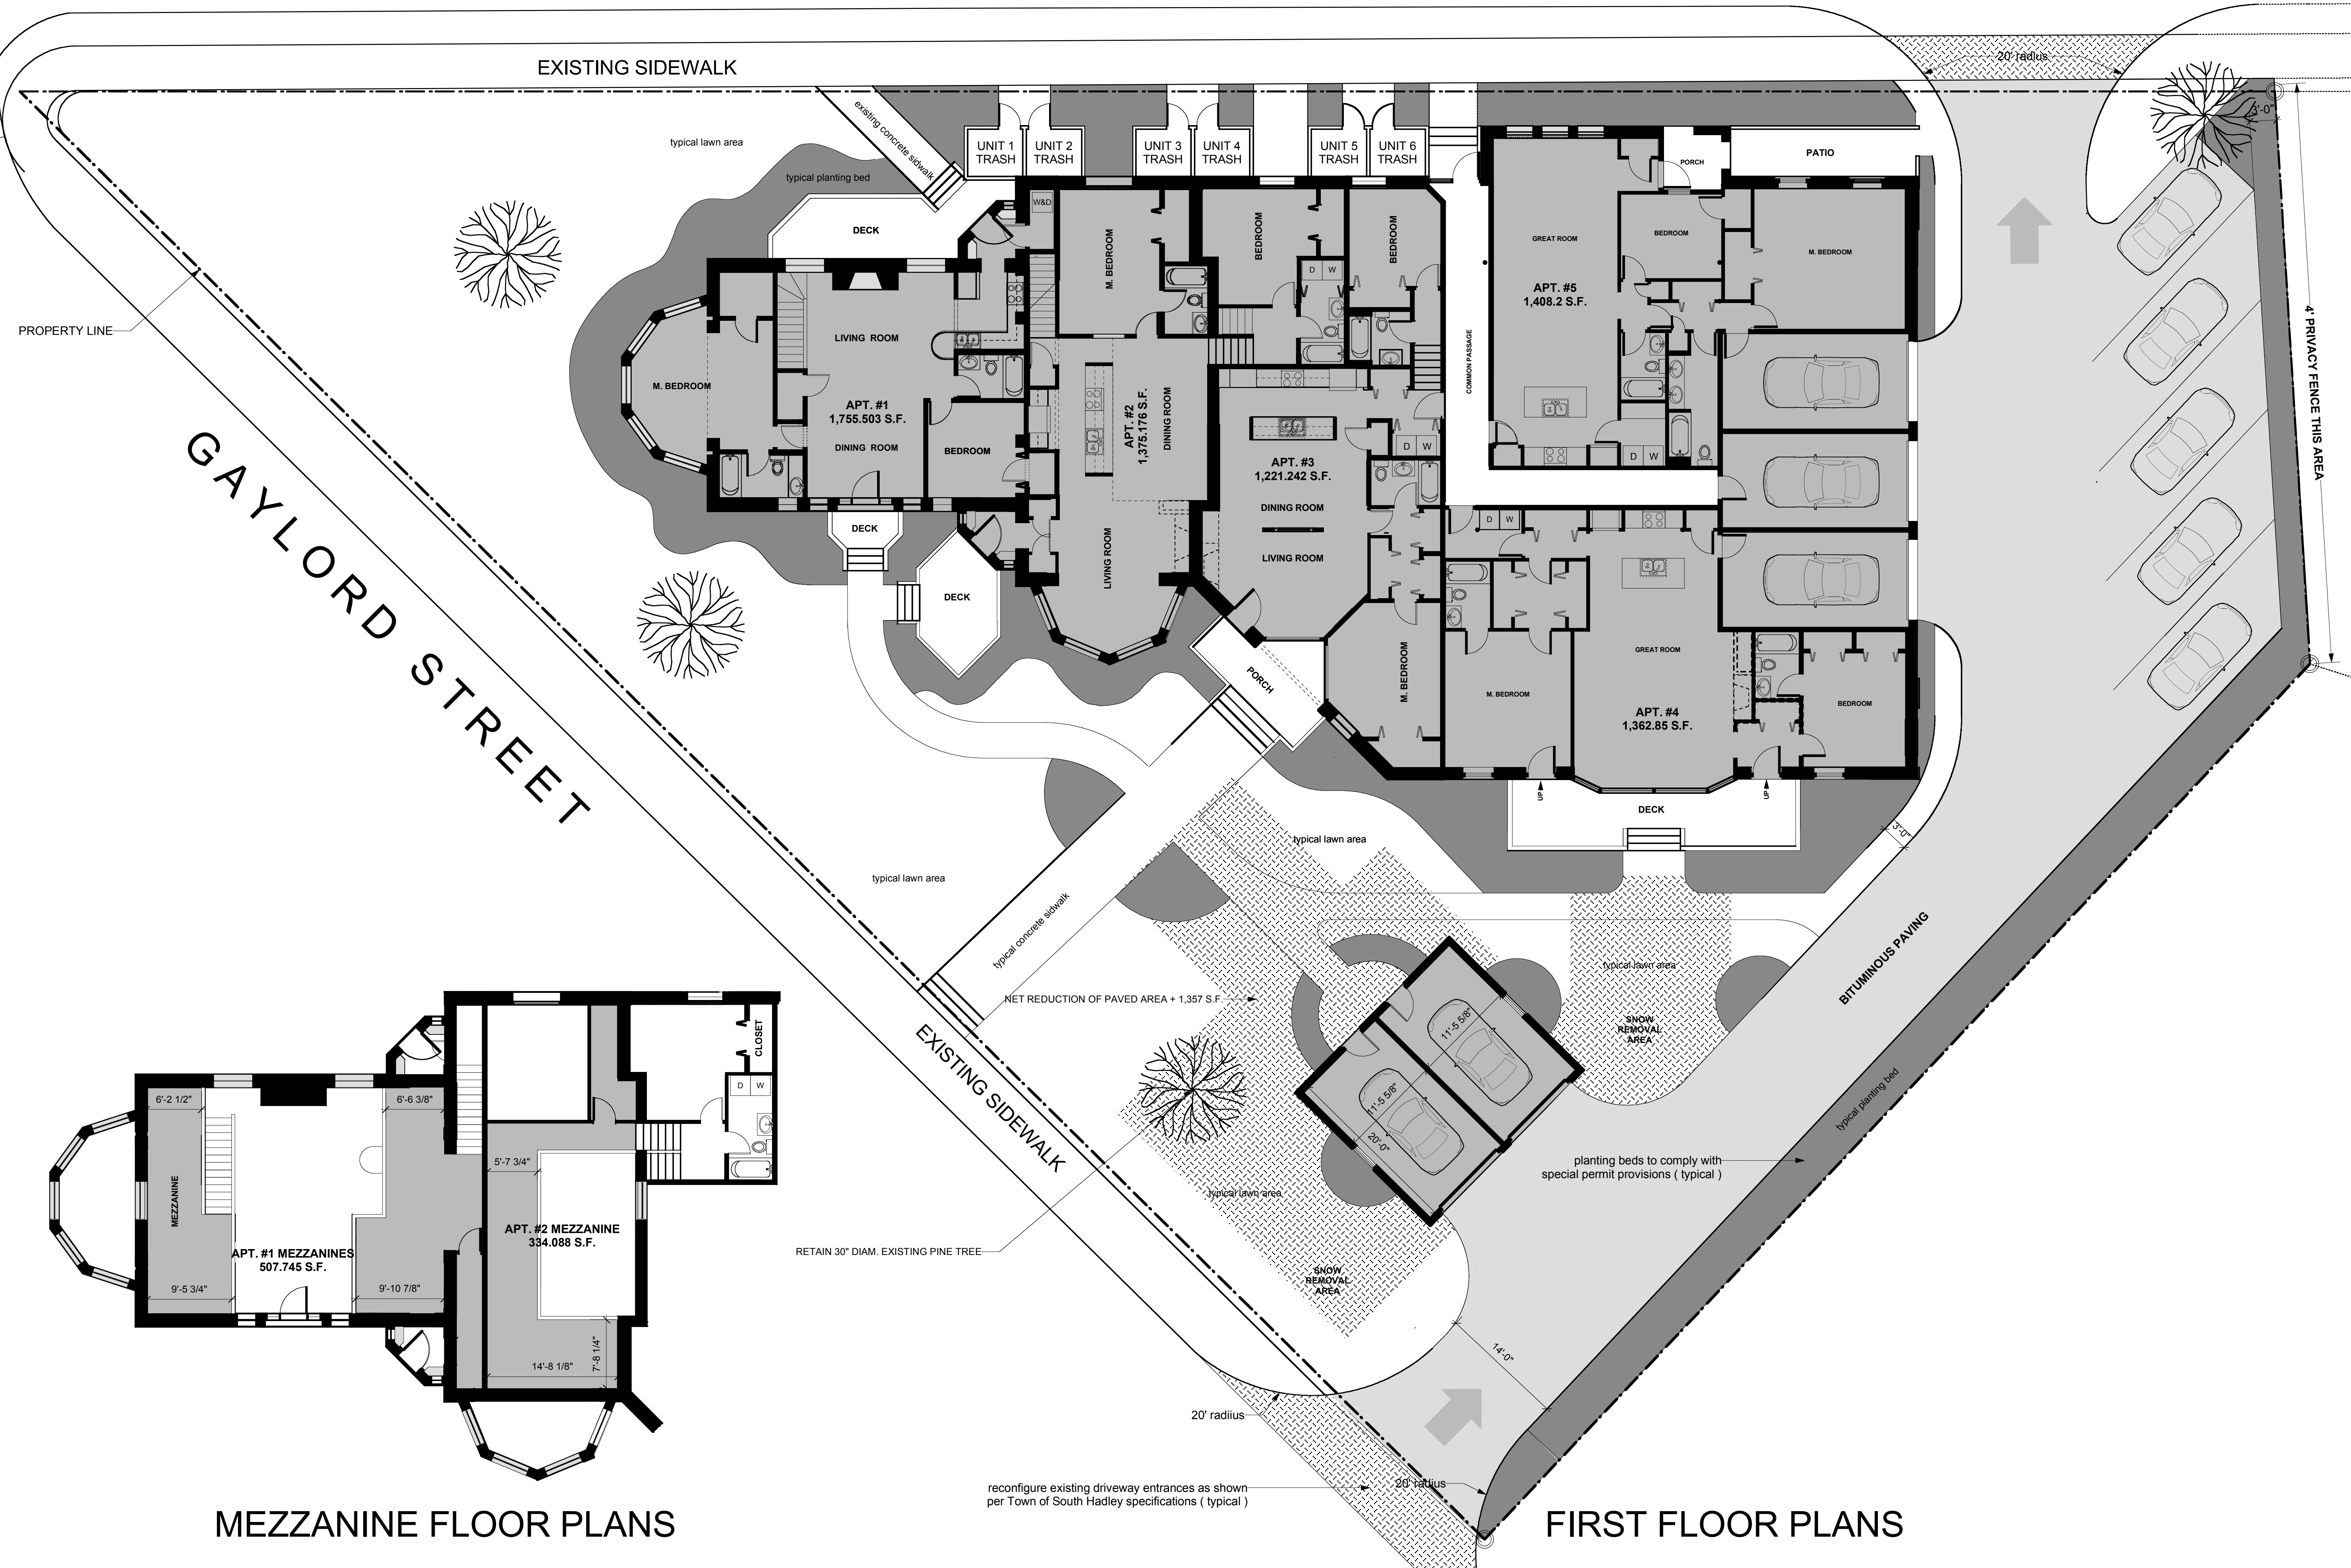 EXISTING SIDEWALK
20' radius
3'-0"
existing concrete sidwalk
typical lawn area
typical planting bed
UNIT 1
TRASH
UNIT 2
TRASH
UNIT 3
TRASH
UNIT 4
TRASH
UNIT 5
TRASH
UNIT 6
TRASH
PORCH
PATIO
DECK
W&D
M. BEDROOM
BEDROOM
BEDROOM
GREAT ROOM
BEDROOM
M. BEDROOM
D W
APT. #5
1,408.2 S.F.
COMMON PASSAGE
4' PRIVACY FENCE THIS AREA
PROPERTY LINE
LIVING ROOM
M. BEDROOM
APT. #1
1,755.503 S.F.
DINING ROOM
BEDROOM
APT. #2
1,375.176 S.F.
DINING ROOM
LIVING ROOM
APT. #3
1,221.242 S.F.
DINING ROOM
LIVING ROOM
D W
D W
D W
DECK
DECK
GAYLORD STREET
PORCH
M. BEDROOM
M. BEDROOM
GREAT ROOM
APT. #4
1,362.85 S.F.
BEDROOM
UP
UP
DECK
3'-0"
typical lawn area
typical lawn area
typical concrete sidwalk
BITUMINOUS PAVING
typical lawn area
NET REDUCTION OF PAVED AREA + 1,357 S.F.
SNOW
REMOVAL
AREA
11'-5 5/8"
11'-5 5/8"
20'-0"
EXISTING SIDEWALK
typical planting bed
planting beds to comply with
special permit provisions ( typical )
typical lawn area
RETAIN 30" DIAM. EXISTING PINE TREE
SNOW
REMOVAL
AREA
14'-0"
20' radiius
20' radius
reconfigure existing driveway entrances as shown
per Town of South Hadley specifications ( typical )
CLOSET
D W
6'-2 1/2"
6'-6 3/8"
5'-7 3/4"
MEZZANINE
APT. #2 MEZZANINE
334.088 S.F.
APT. #1 MEZZANINES
507.745 S.F.
9'-5 3/4"
9'-10 7/8"
14'-8 1/8"
7'-8 1/4"
MEZZANINE FLOOR PLANS
FIRST FLOOR PLANS